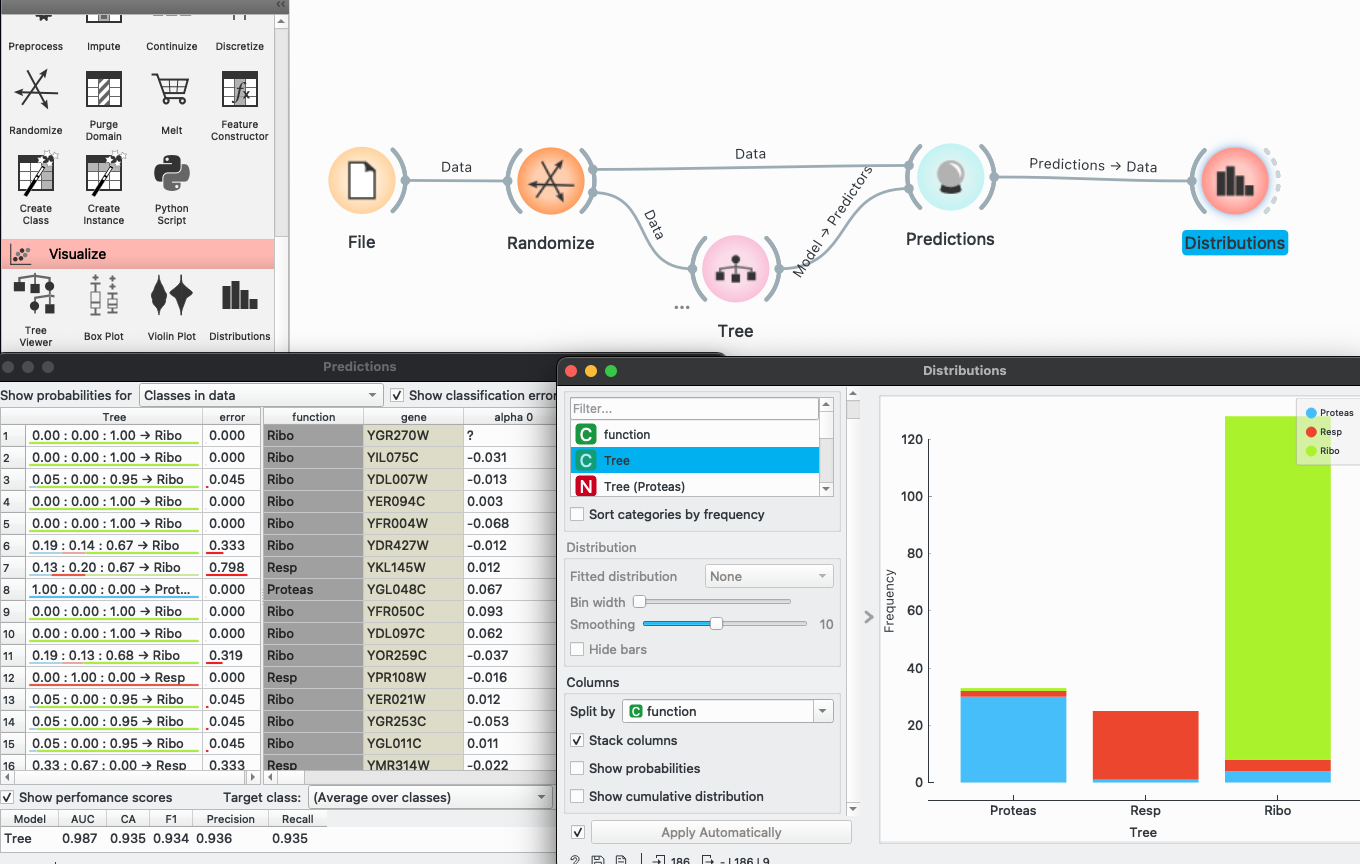 Preprocess Impute Continuize Discretize
Randomize Purge Domain Melt Feature Constructor
Create Class Create Instance Python Script
Visualize
Tree Viewer Box Plot Violin Plot Distributions
File
Data
Randomize
Data
Data
Tree
Model → Predictors
Predictions
Predictions → Data
Distributions
Predictions
Show probabilities for Classes in data Show classification error
Tree error function gene alpha 0
1 0.00 : 0.00 : 1.00 → Ribo 0.000 Ribo YGR270W ?
2 0.00 : 0.00 : 1.00 → Ribo 0.000 Ribo YIL075C -0.031
3 0.05 : 0.00 : 0.95 → Ribo 0.045 Ribo YDL007W -0.013
4 0.00 : 0.00 : 1.00 → Ribo 0.000 Ribo YER094C 0.003
5 0.00 : 0.00 : 1.00 → Ribo 0.000 Ribo YFR004W -0.068
6 0.19 : 0.14 : 0.67 → Ribo 0.333 Ribo YDR427W -0.012
7 0.13 : 0.20 : 0.67 → Ribo 0.798 Resp YKL145W 0.012
8 1.00 : 0.00 : 0.00 → Prot... 0.000 Proteas YGL048C 0.067
9 0.00 : 0.00 : 1.00 → Ribo 0.000 Ribo YFR050C 0.093
10 0.00 : 0.00 : 1.00 → Ribo 0.000 Ribo YDL097C 0.062
11 0.19 : 0.13 : 0.68 → Ribo 0.319 Ribo YOR259C -0.037
12 0.00 : 1.00 : 0.00 → Resp 0.000 Resp YPR108W -0.016
13 0.05 : 0.00 : 0.95 → Ribo 0.045 Ribo YER021W 0.012
14 0.05 : 0.00 : 0.95 → Ribo 0.045 Ribo YGR253C -0.053
15 0.05 : 0.00 : 0.95 → Ribo 0.045 Ribo YGL011C 0.011
16 0.33 : 0.67 : 0.00 → Resp 0.333 Resp YMR314W -0.022
Show perfomance scores Target class: (Average over classes)
Model AUC CA F1 Precision Recall
Tree 0.987 0.935 0.934 0.936 0.935
Distributions
Filter...
C function
C Tree
N Tree (Proteas)
Sort categories by frequency
Distribution
Fitted distribution None
Bin width
Smoothing 10
Hide bars
Columns
Split by C function
Stack columns
Show probabilities
Show cumulative distribution
Apply Automatically
? 186 - | 186 | 9
Proteas
Resp
Ribo
120
100
80
60
40
20
0
Frequency
Proteas Resp Ribo
Tree